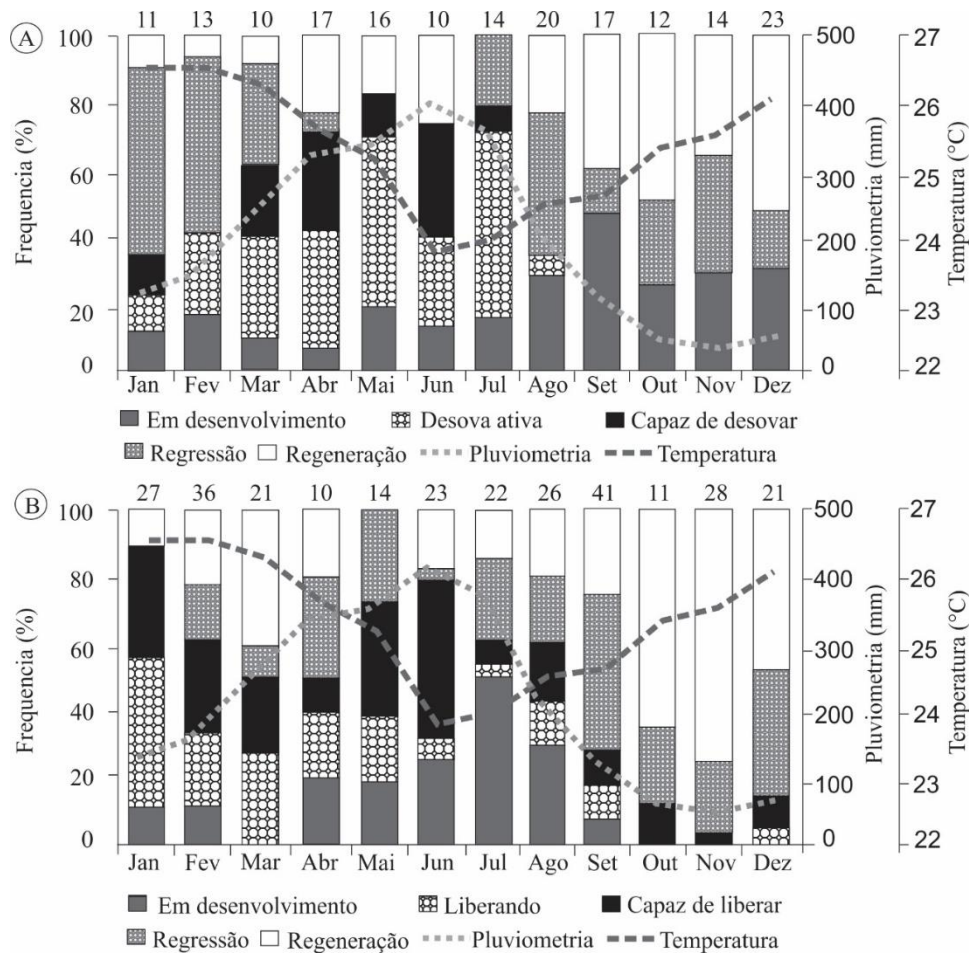 A
11 13 10 17 16 10 14 20 17 12 14 23
Frequencia (%)
100
80
60
40
20
0
Jan Fev Mar Abr Mai Jun Jul Ago Set Out Nov Dez
500
400
300
200
100
0
Pluviometria (mm)
27
26
25
24
23
22
Temperatura (°C)
Em desenvolvimento Desova ativa Capaz de desovar
Regressão Regeneração Pluviometria Temperatura
B
27 36 21 10 14 23 22 26 41 11 28 21
Frequencia (%)
100
80
60
40
20
0
Jan Fev Mar Abr Mai Jun Jul Ago Set Out Nov Dez
500
400
300
200
100
0
Pluviometria (mm)
27
26
25
24
23
22
Temperatura (°C)
Em desenvolvimento Liberando Capaz de liberar
Regressão Regeneração Pluviometria Temperatura